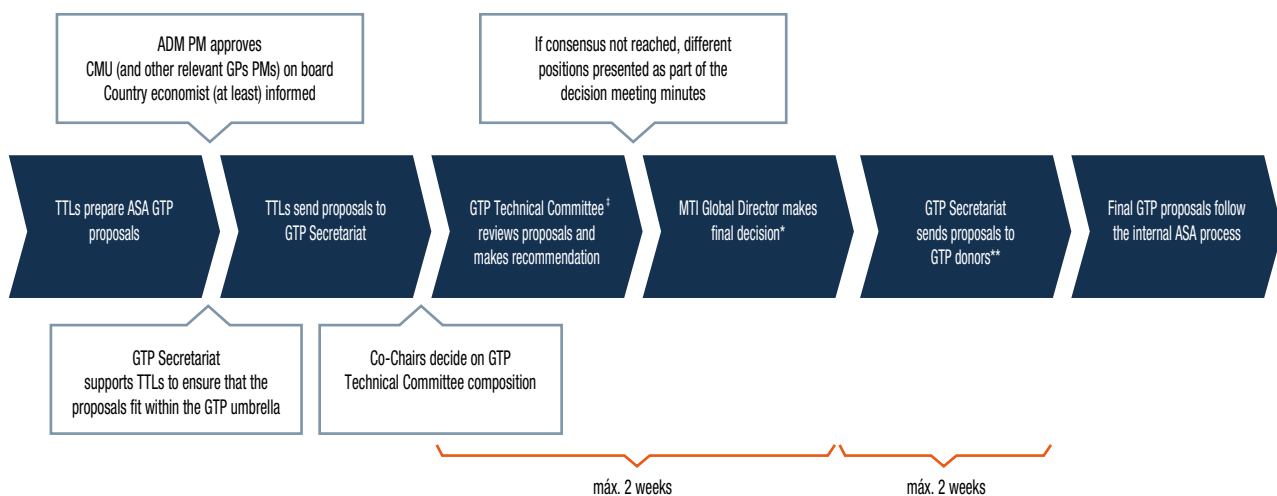 ADM PM approves
CMU (and other relevant GPs PMs) on board
Country economist (at least) informed
If consensus not reached, different
positions presented as part of the
decision meeting minutes
TTLs prepare ASA GTP
proposals
TTLs send proposals to
GTP Secretariat
GTP Technical Committee‡
reviews proposals and
makes recommendation
MTI Global Director makes
final decision*
GTP Secretariat
sends proposals to
GTP donors**
Final GTP proposals follow
the internal ASA process
GTP Secretariat
supports TTLs to ensure that the
proposals fit within the GTP umbrella
Co-Chairs decide on GTP
Technical Committee composition
máx. 2 weeks
máx. 2 weeks